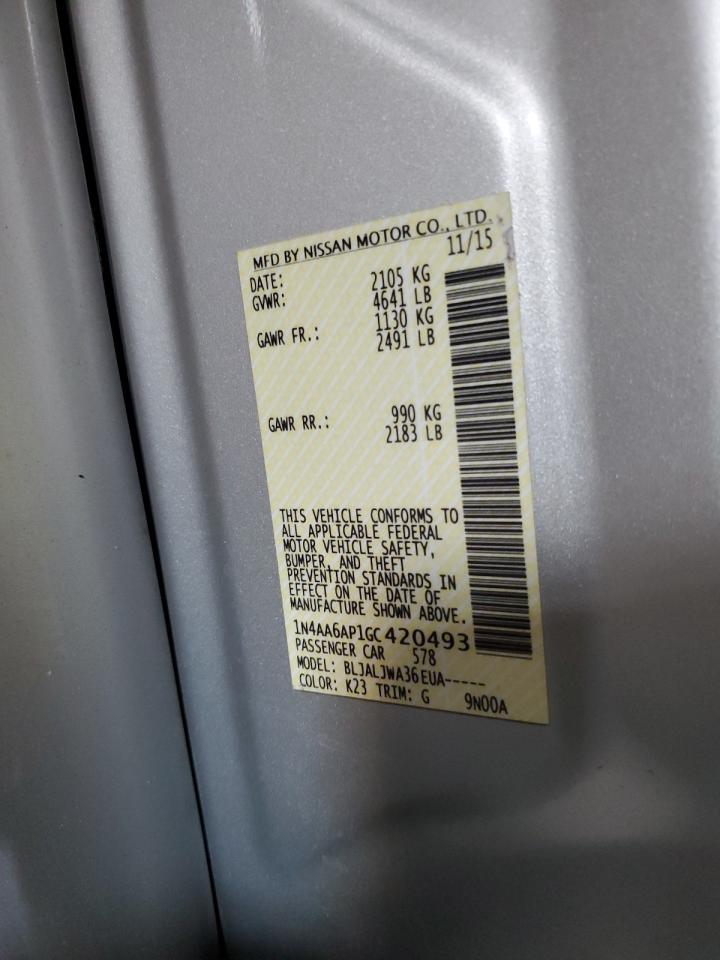 MFD BY NISSAN MOTOR CO., LTD.
DATE: 11/15
GVWR: 2105 KG
4641 LB
GAWR FR.: 1130 KG
2491 LB
GAWR RR.: 990 KG
2183 LB
THIS VEHICLE CONFORMS TO
ALL APPLICABLE FEDERAL
MOTOR VEHICLE SAFETY,
BUMPER, AND THEFT
PREVENTION STANDARDS IN
EFFECT ON THE DATE OF
MANUFACTURE SHOWN ABOVE.
1N4AA6AP1GC420493
PASSENGER CAR 578
MODEL: BLJALJWA36EUA-----
COLOR: K23 TRIM: G 9N00A